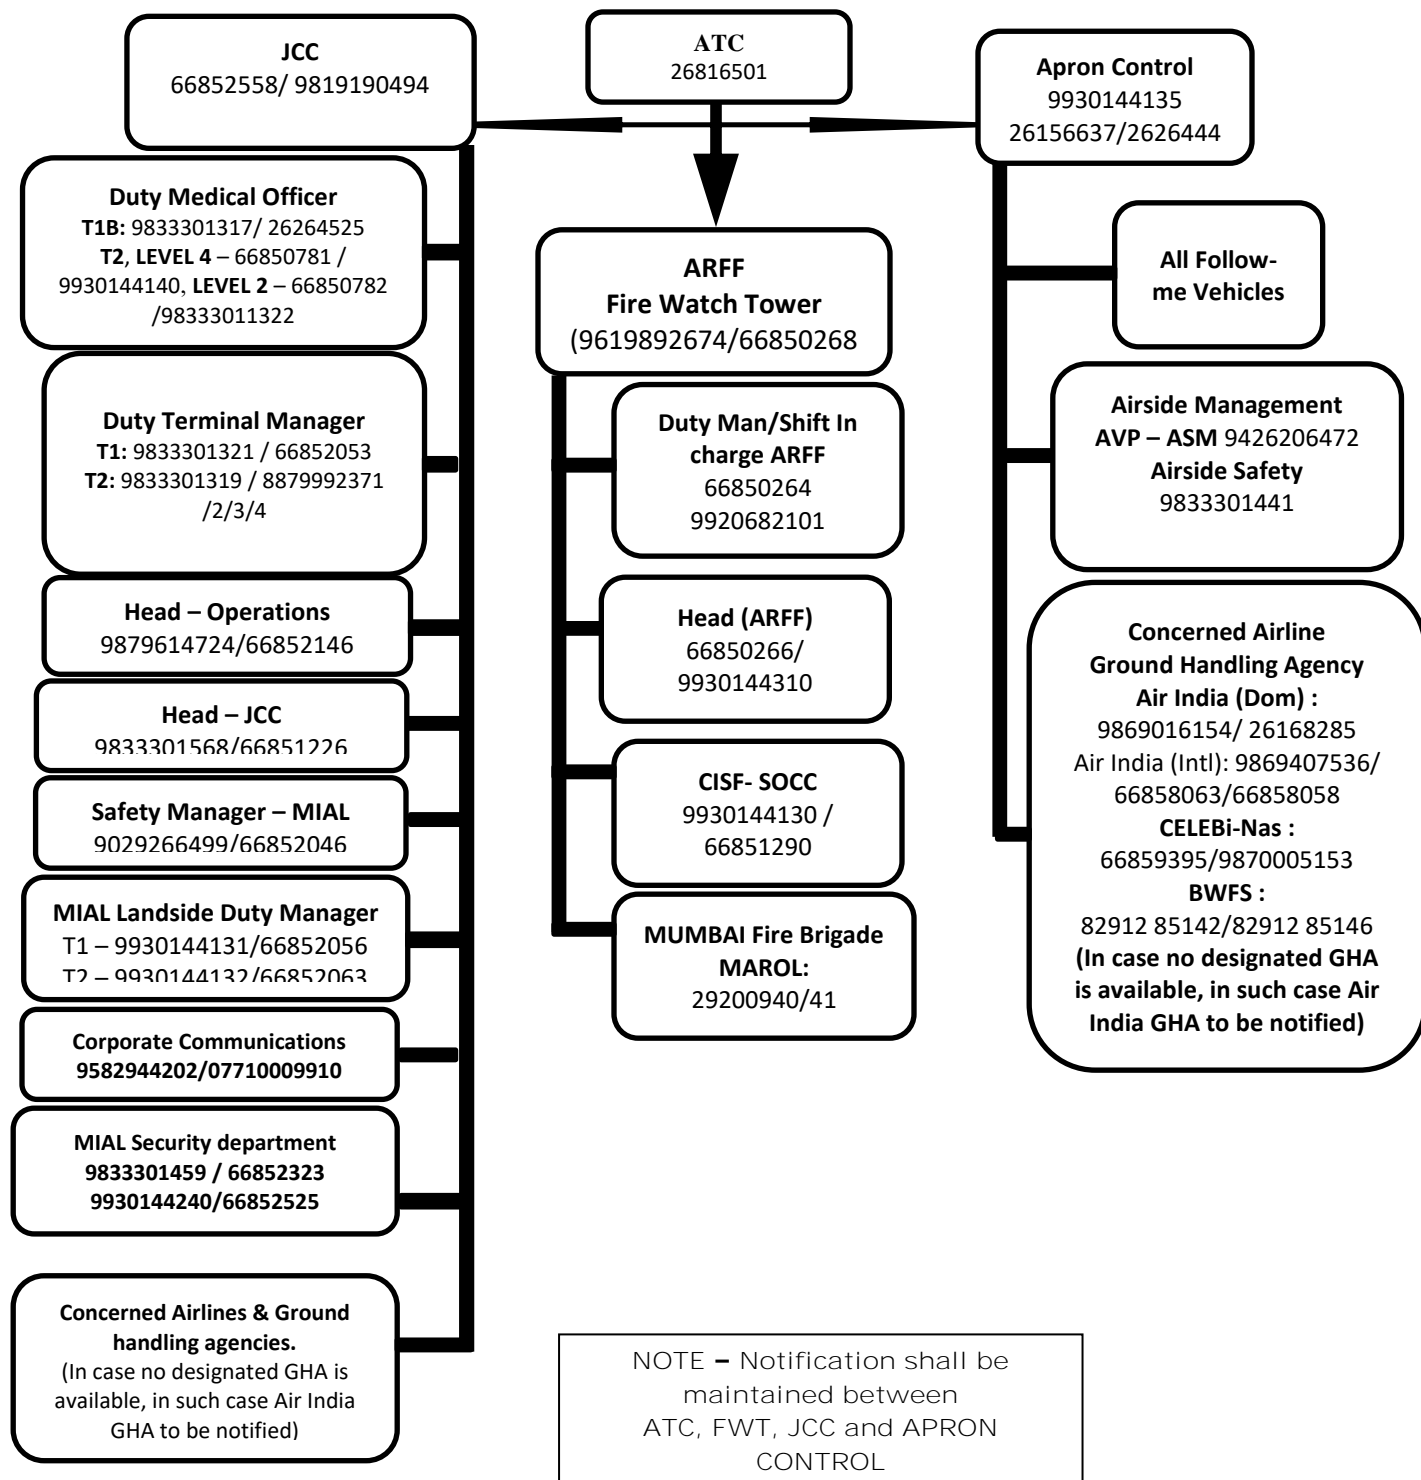 JCC
66852558/ 9819190494
ATC
26816501
Apron Control
9930144135
26156637/2626444
Duty Medical Officer
T1B: 9833301317/ 26264525
T2, LEVEL 4 – 66850781 /
9930144140, LEVEL 2 – 66850782
/98333011322
Duty Terminal Manager
T1: 9833301321 / 66852053
T2: 9833301319 / 8879992371
/2/3/4
Head – Operations
9879614724/66852146
Head – JCC
9833301568/66851226
Safety Manager – MIAL
9029266499/66852046
MIAL Landside Duty Manager
T1 – 9930144131/66852056
T2 – 9930144132/66852063
Corporate Communications
9582944202/07710009910
MIAL Security department
9833301459 / 66852323
9930144240/66852525
Concerned Airlines & Ground
handling agencies.
(In case no designated GHA is
available, in such case Air India
GHA to be notified)
ARFF
Fire Watch Tower
(9619892674/66850268
Duty Man/Shift In
charge ARFF
66850264
9920682101
Head (ARFF)
66850266/
9930144310
CISF- SOCC
9930144130 /
66851290
MUMBAI Fire Brigade
MAROL:
29200940/41
All Follow-
me Vehicles
Airside Management
AVP – ASM 9426206472
Airside Safety
9833301441
Concerned Airline
Ground Handling Agency
Air India (Dom) :
9869016154/ 26168285
Air India (Intl): 9869407536/
66858063/66858058
CELEBi-Nas :
66859395/9870005153
BWFS :
82912 85142/82912 85146
(In case no designated GHA
is available, in such case Air
India GHA to be notified)
NOTE – Notification shall be
maintained between
ATC, FWT, JCC and APRON
CONTROL